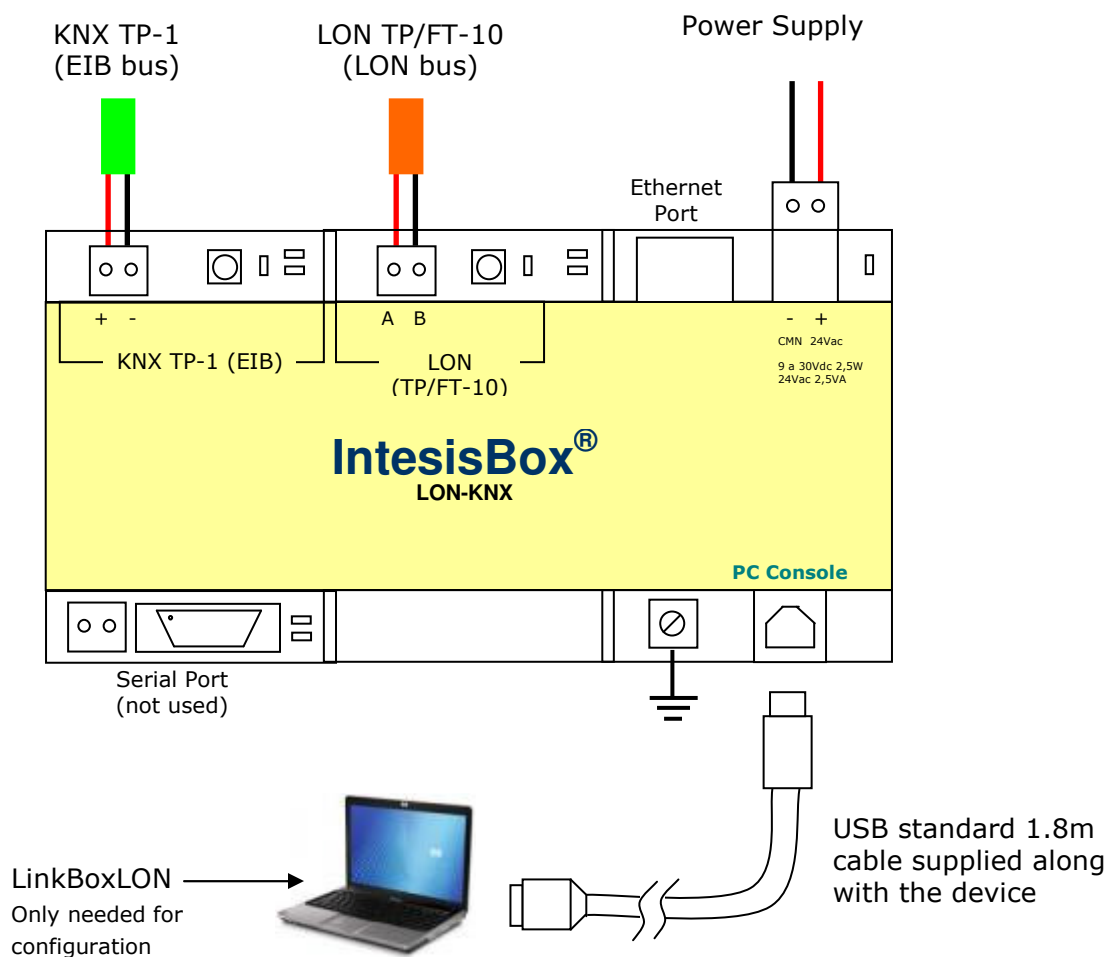 KNX TP-1
(EIB bus)
LON TP/FT-10
(LON bus)
Power Supply
Ethernet
Port
+ -
KNX TP-1 (EIB)
A B
LON
(TP/FT-10)
- +
CMN 24Vac
9 a 30Vdc 2,5W
24Vac 2,5VA
IntesisBox®
LON-KNX
PC Console
Serial Port
(not used)
LinkBoxLON
Only needed for
configuration
USB standard 1.8m
cable supplied along
with the device